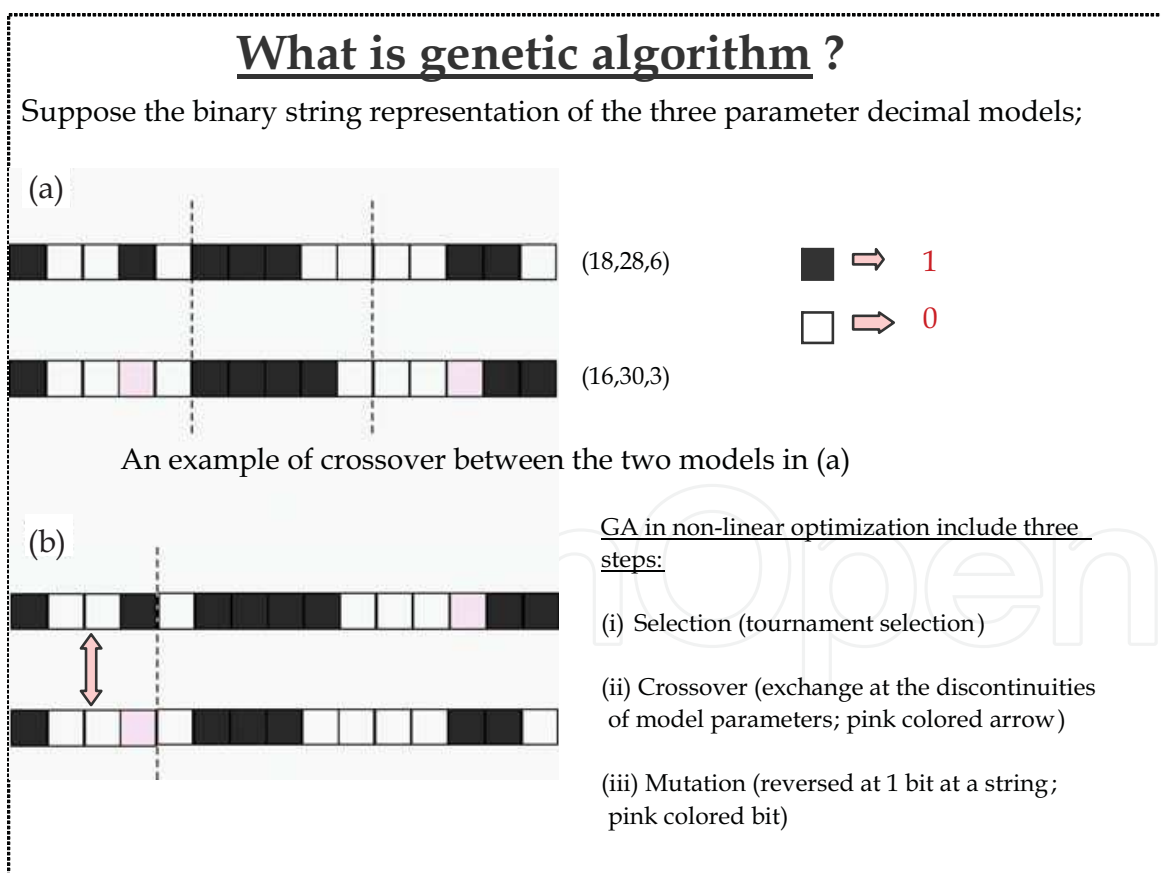 What is genetic algorithm ?
Suppose the binary string representation of the three parameter decimal models;
(a)
(18,28,6)
1
0
(16,30,3)
An example of crossover between the two models in (a)
(b)
GA in non-linear optimization include three
steps:
(i) Selection (tournament selection)
(ii) Crossover (exchange at the discontinuities
of model parameters; pink colored arrow)
(iii) Mutation (reversed at 1 bit at a string;
pink colored bit)
nOpen